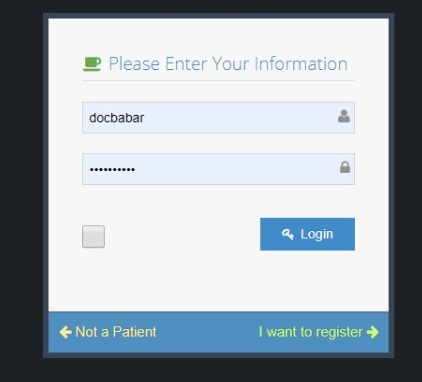 Please Enter Your Information
docbabar
••••••••••
Login
Not a Patient
I want to register